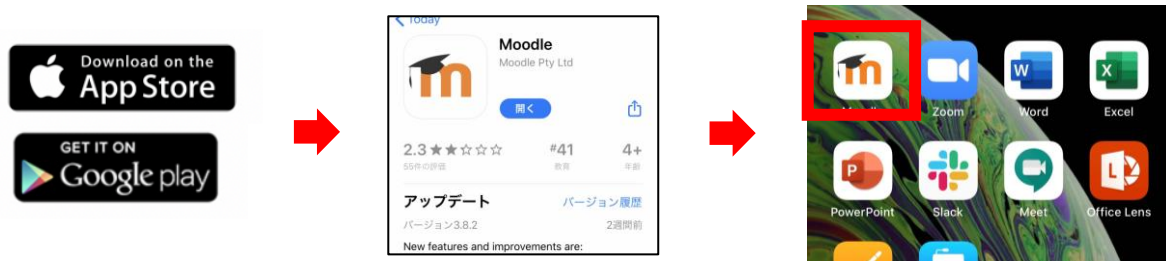 Download on the
App Store
GET IT ON
Google play
Today
Moodle
Moodle Pty Ltd
開く
2.3★★☆☆☆
#41
4+
55件の評価
教育
年齢
アップデート
バージョン履歴
バージョン3.8.2
2週間前
New features and improvements are:
Zoom
Word
Excel
PowerPoint
Slack
Meet
Office Lens